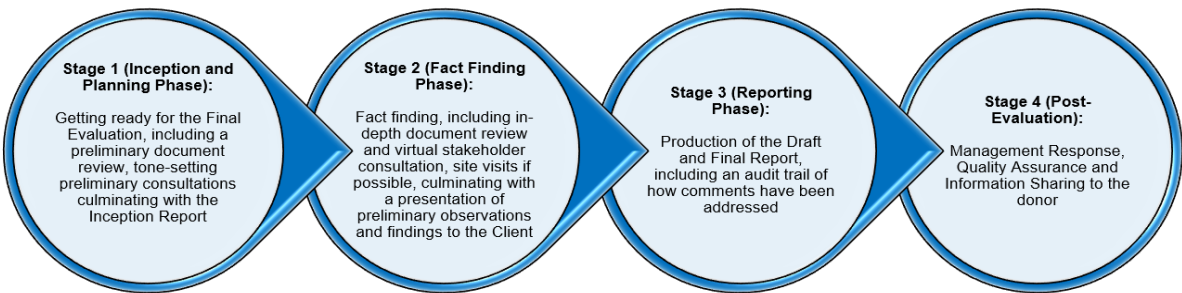 Stage 1 (Inception and
Planning Phase):
Getting ready for the Final
Evaluation, including a
preliminary document
review, tone-setting
preliminary consultations
culminating with the
Inception Report
Stage 2 (Fact Finding
Phase):
Fact finding, including in-
depth document review
and virtual stakeholder
consultation, site visits if
possible, culminating with
a presentation of
preliminary observations
and findings to the Client
Stage 3 (Reporting
Phase):
Production of the Draft
and Final Report,
including an audit trail of
how comments have been
addressed
Stage 4 (Post-
Evaluation):
Management Response,
Quality Assurance and
Information Sharing to the
donor